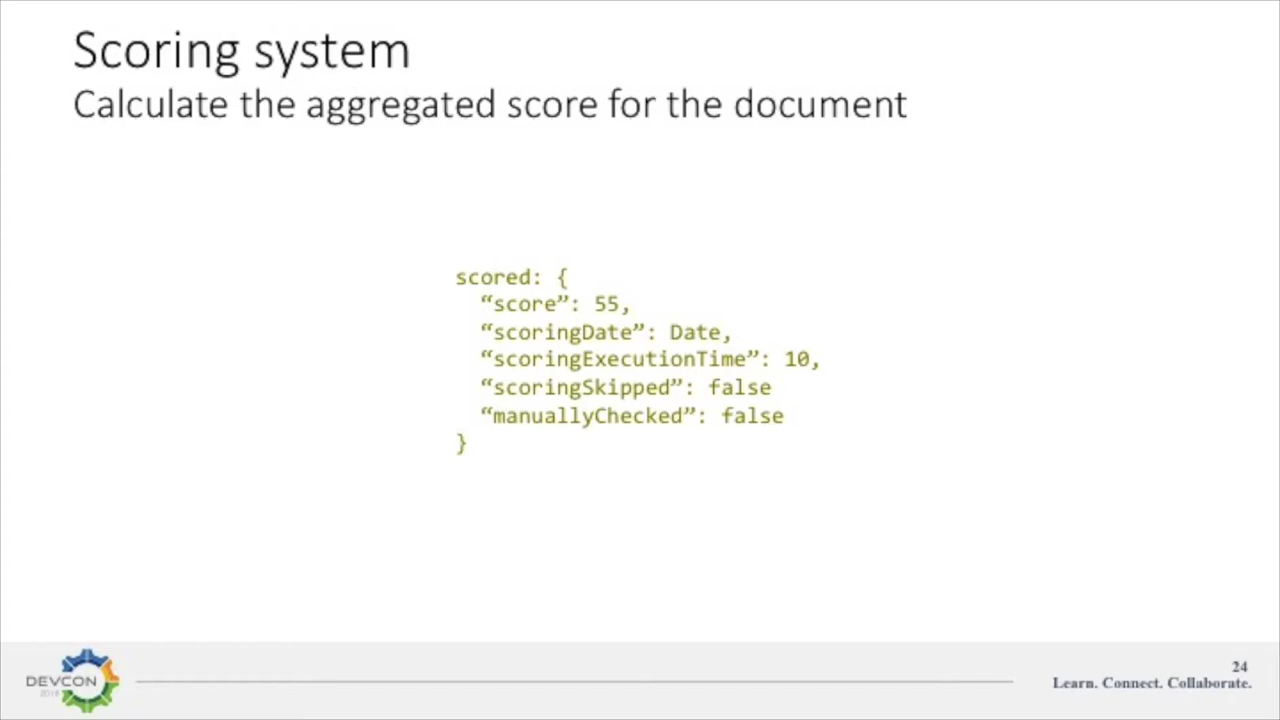 Scoring system
Calculate the aggregated score for the document
scored: {
“score”: 55,
“scoringDate”: Date,
“scoringExecutionTime”: 10,
“scoringSkipped”: false
“manuallyChecked”: false
}
DEVCON
24
Learn. Connect. Collaborate.